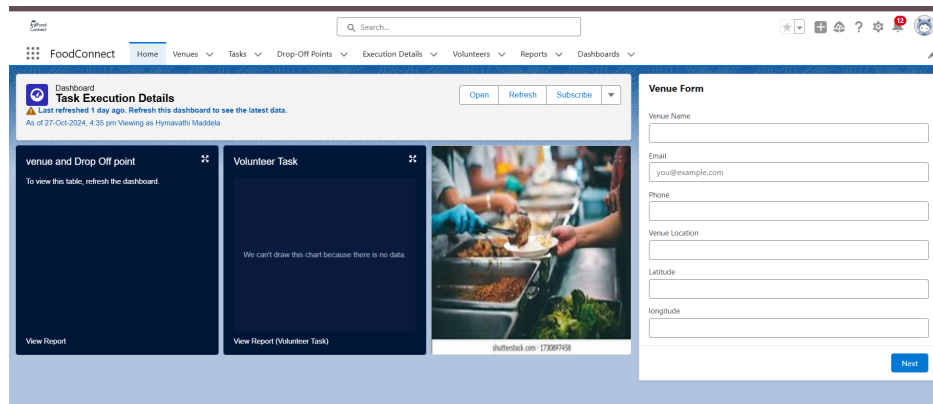 Food
Connect
Search...
12
FoodConnect
Home
Venues
Tasks
Drop-Off Points
Execution Details
Volunteers
Reports
Dashboards
Dashboard
Task Execution Details
Last refreshed 1 day ago. Refresh this dashboard to see the latest data.
As of 27-Oct-2024, 4:35 pm Viewing as Hymavathi Maddela
Open
Refresh
Subscribe
venue and Drop Off point
To view this table, refresh the dashboard.
View Report
Volunteer Task
We can't draw this chart because there is no data.
View Report (Volunteer Task)
shutterstock.com · 1730897458
Venue Form
Venue Name
Email
you@example.com
Phone
Venue Location
Latitude
longitude
Next